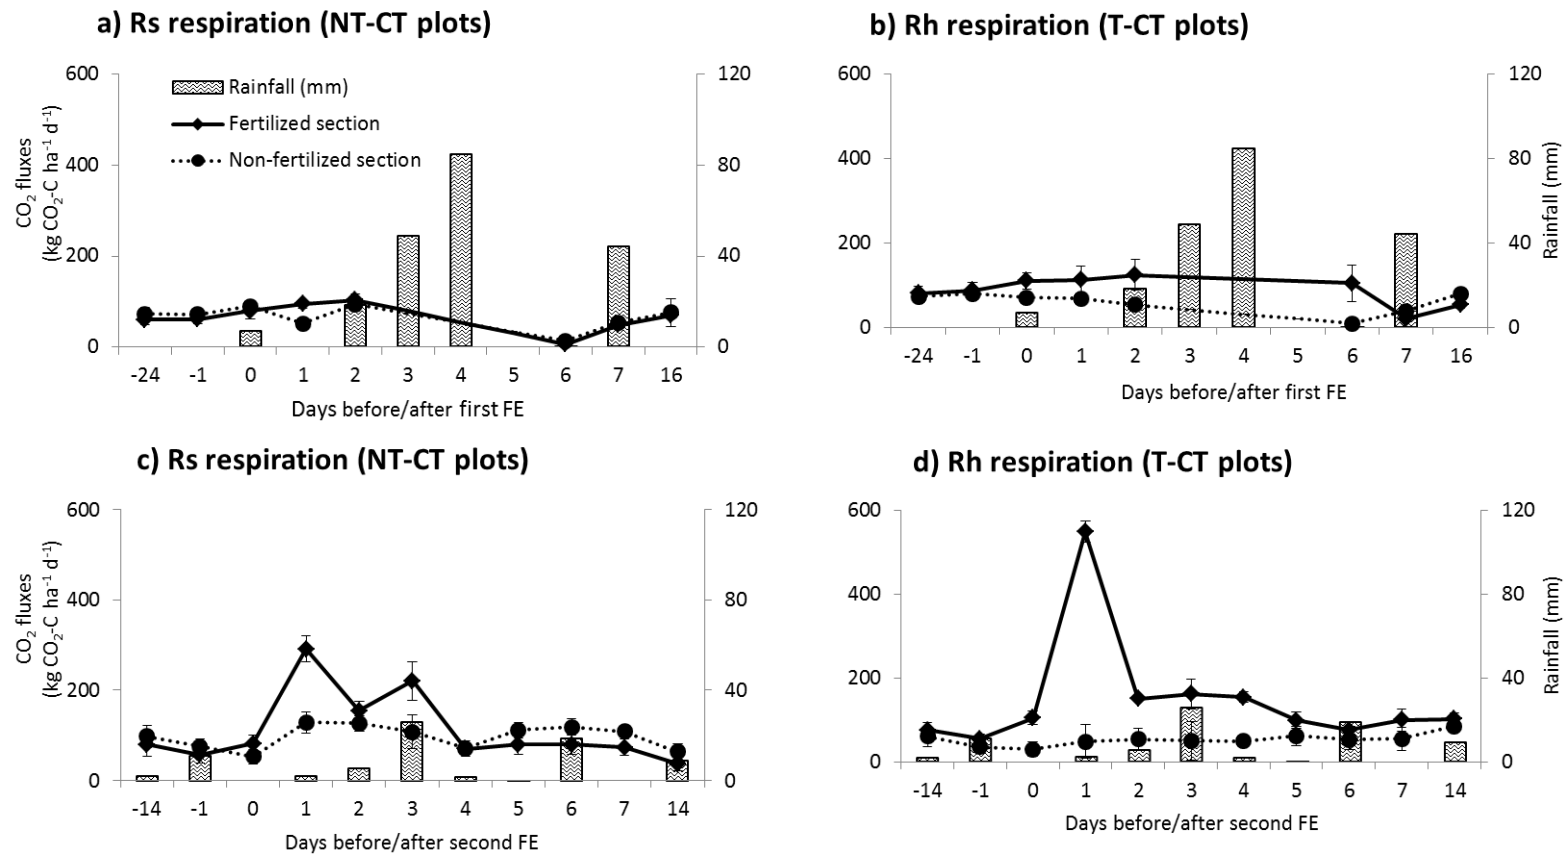 a) Rs respiration (NT-CT plots)
600
400
200
0
CO₂ fluxes
(kg CO₂-C ha⁻¹ d⁻¹)
Rainfall (mm)
Fertilized section
Non-fertilized section
120
80
40
0
-24 -1 0 1 2 3 4 5 6 7 16
Days before/after first FE
b) Rh respiration (T-CT plots)
600
400
200
0
120
80
40
0
Rainfall (mm)
-24 -1 0 1 2 3 4 5 6 7 16
Days before/after first FE
c) Rs respiration (NT-CT plots)
600
400
200
0
CO₂ fluxes
(kg CO₂-C ha⁻¹ d⁻¹)
120
80
40
0
-14 -1 0 1 2 3 4 5 6 7 14
Days before/after second FE
d) Rh respiration (T-CT plots)
600
400
200
0
120
80
40
0
Rainfall (mm)
-14 -1 0 1 2 3 4 5 6 7 14
Days before/after second FE